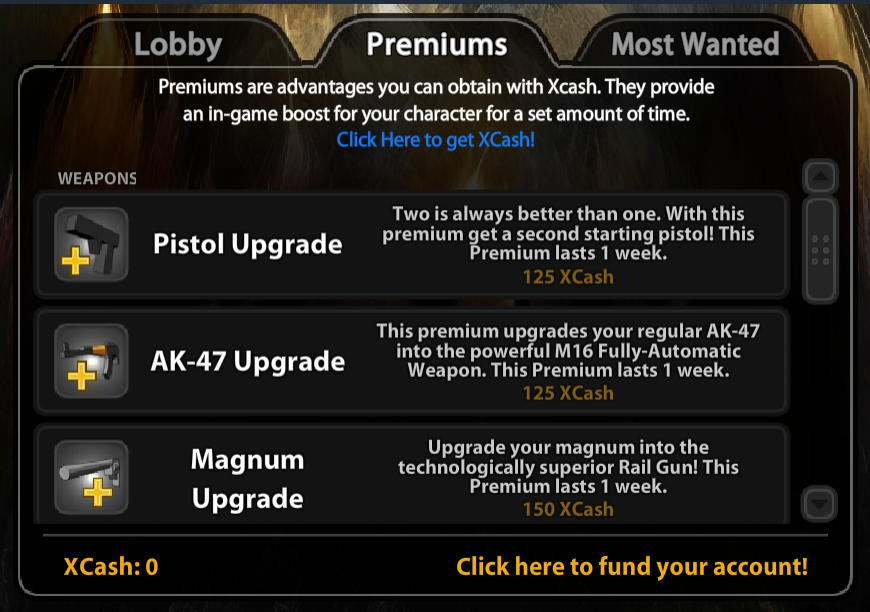 Lobby
Premiums
Most Wanted
Premiums are advantages you can obtain with Xcash. They provide
an in-game boost for your character for a set amount of time.
Click Here to get XCash!
WEAPONS
Pistol Upgrade
Two is always better than one. With this
premium get a second starting pistol! This
Premium lasts 1 week.
125 XCash
AK-47 Upgrade
This premium upgrades your regular AK-47
into the powerful M16 Fully-Automatic
Weapon. This Premium lasts 1 week.
125 XCash
Magnum
Upgrade
Upgrade your magnum into the
technologically superior Rail Gun! This
Premium lasts 1 week.
150 XCash
XCash: 0
Click here to fund your account!